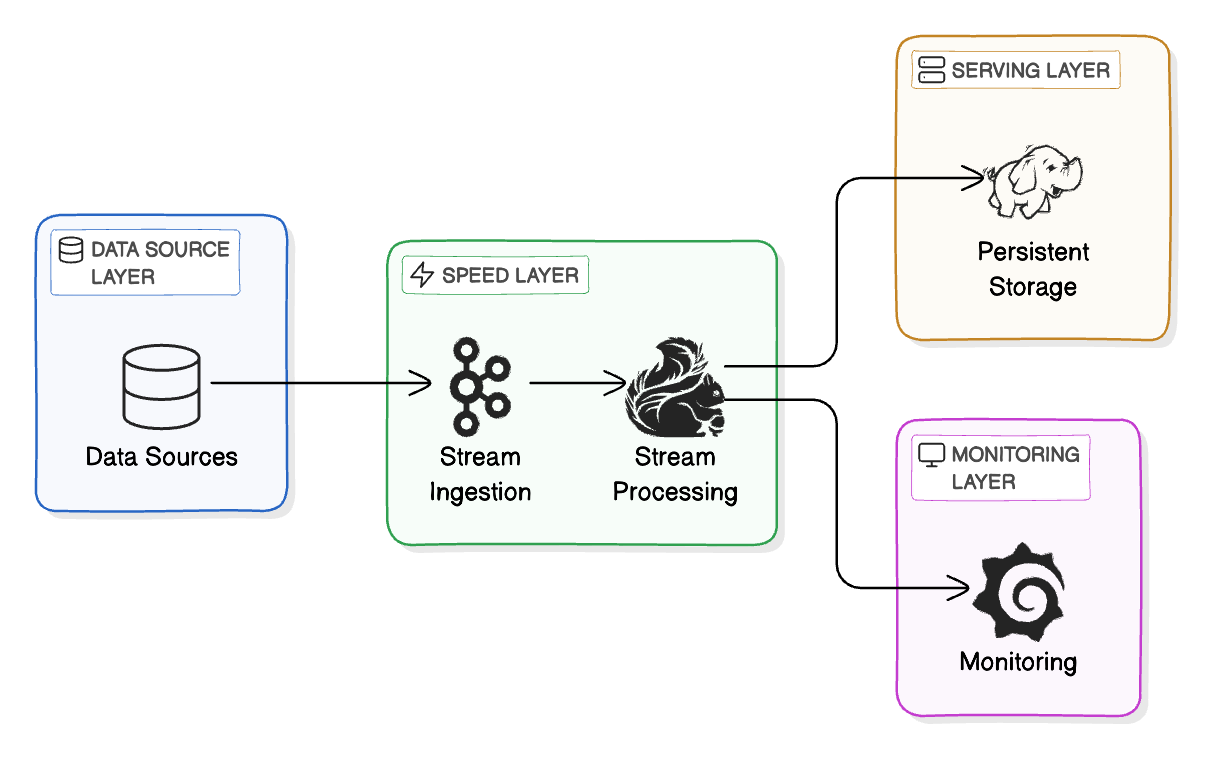 DATA SOURCE
LAYER
Data Sources
SPEED LAYER
Stream
Ingestion
Stream
Processing
SERVING LAYER
Persistent
Storage
MONITORING
LAYER
Monitoring